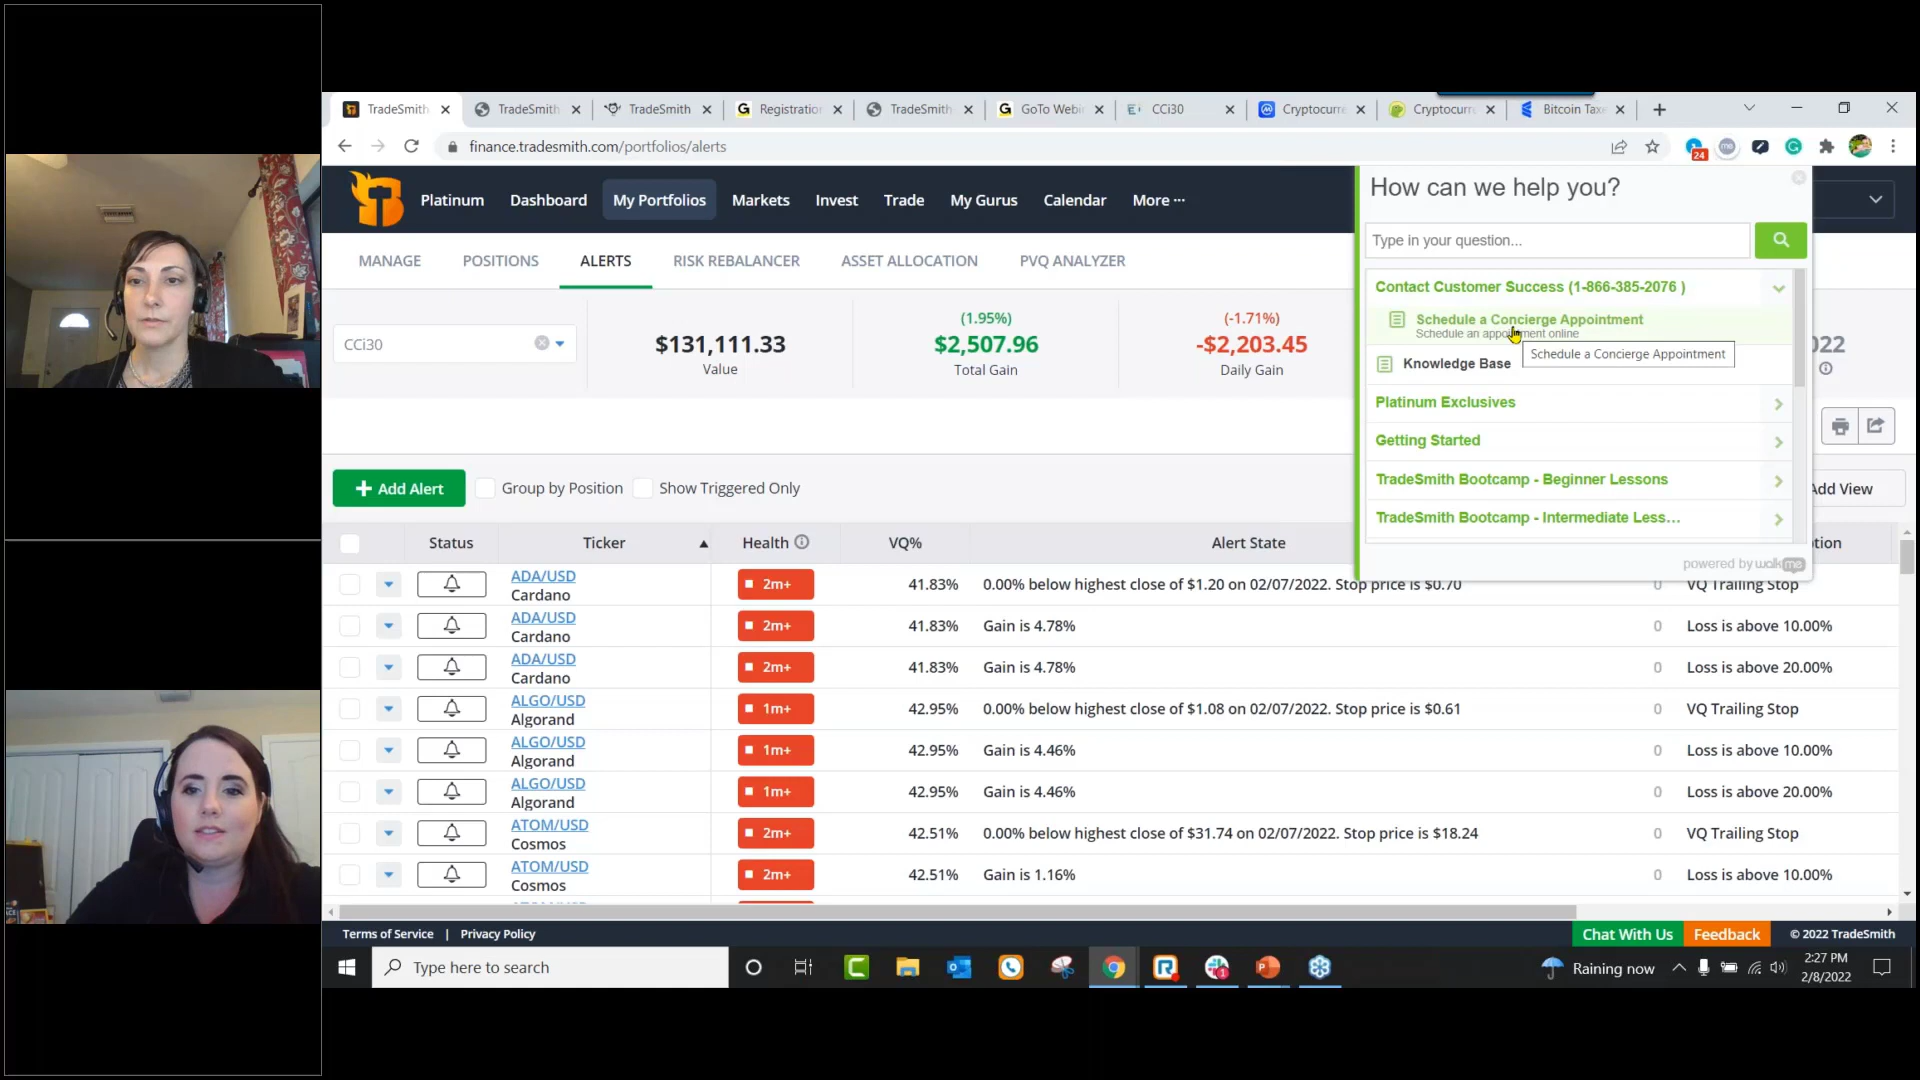 TradeSmith
TradeSmith
TradeSmith
Registration
TradeSmith
GoTo Webi
CCi30
Cryptocurre
Cryptocurr
Bitcoin Taxe
finance.tradesmith.com/portfolios/alerts
24
Platinum
Dashboard
My Portfolios
Markets
Invest
Trade
My Gurus
Calendar
More ...
How can we help you?
Type in your question...
MANAGE
POSITIONS
ALERTS
RISK REBALANCER
ASSET ALLOCATION
PVQ ANALYZER
Contact Customer Success (1-866-385-2076 )
Schedule a Concierge Appointment
Schedule an appointment online
Schedule a Concierge Appointment
Knowledge Base
Platinum Exclusives
Getting Started
TradeSmith Bootcamp - Beginner Lessons
TradeSmith Bootcamp - Intermediate Less...
powered by walkme
CCi30
$131,111.33
Value
(1.95%)
$2,507.96
Total Gain
(-1.71%)
-$2,203.45
Daily Gain
022
Add Alert
Group by Position
Show Triggered Only
Add View
Status
Ticker
Health
VQ%
Alert State
tion
ADA/USD
Cardano
2m+
41.83%
0.00% below highest close of $1.20 on 02/07/2022. Stop price is $0.70
0
VQ Trailing Stop
ADA/USD
Cardano
2m+
41.83%
Gain is 4.78%
0
Loss is above 10.00%
ADA/USD
Cardano
2m+
41.83%
Gain is 4.78%
0
Loss is above 20.00%
ALGO/USD
Algorand
1m+
42.95%
0.00% below highest close of $1.08 on 02/07/2022. Stop price is $0.61
0
VQ Trailing Stop
ALGO/USD
Algorand
1m+
42.95%
Gain is 4.46%
0
Loss is above 10.00%
ALGO/USD
Algorand
1m+
42.95%
Gain is 4.46%
0
Loss is above 20.00%
ATOM/USD
Cosmos
2m+
42.51%
0.00% below highest close of $31.74 on 02/07/2022. Stop price is $18.24
0
VQ Trailing Stop
ATOM/USD
Cosmos
2m+
42.51%
Gain is 1.16%
0
Loss is above 10.00%
Terms of Service | Privacy Policy
Chat With Us
Feedback
© 2022 TradeSmith
Type here to search
Raining now
2:27 PM
2/8/2022